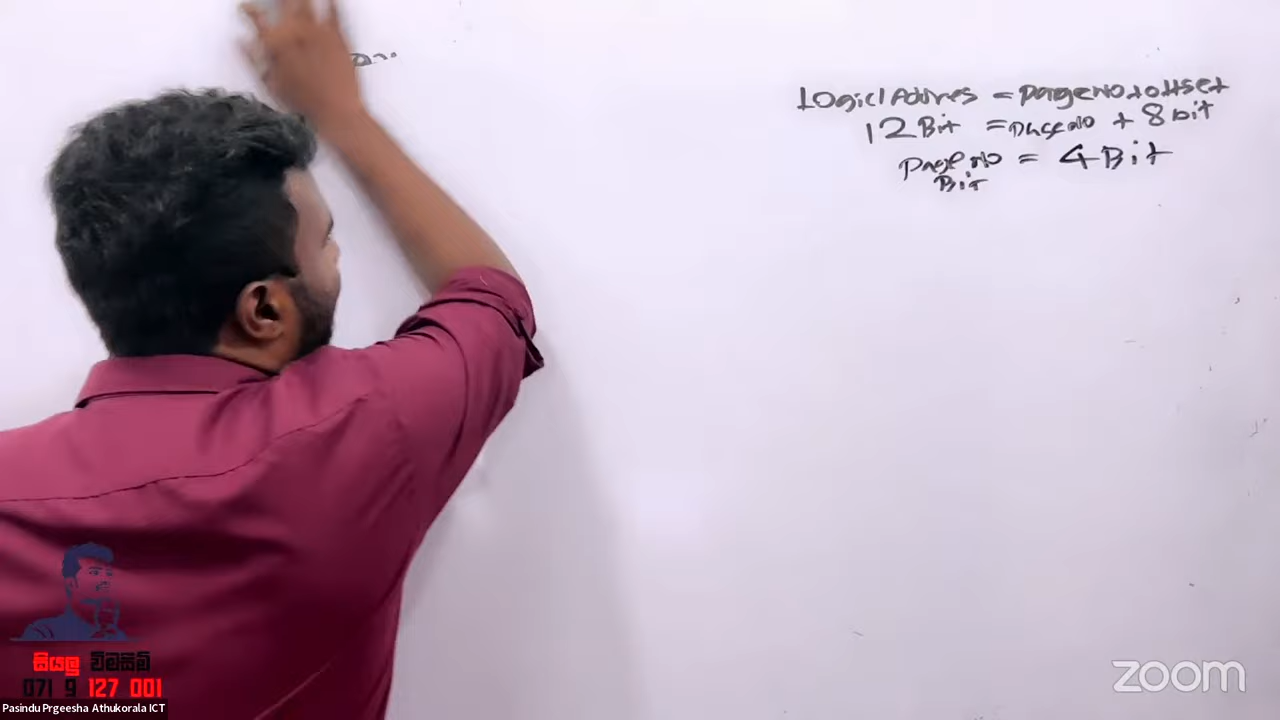 Logicl Addres = Page No + offset
12 Bit = Page No + 8 bit
Page No = 4 Bit
Bit
සියලු විමසීම්
071 9 127 001
Pasindu Prgeesha Athukorala ICT
zoom